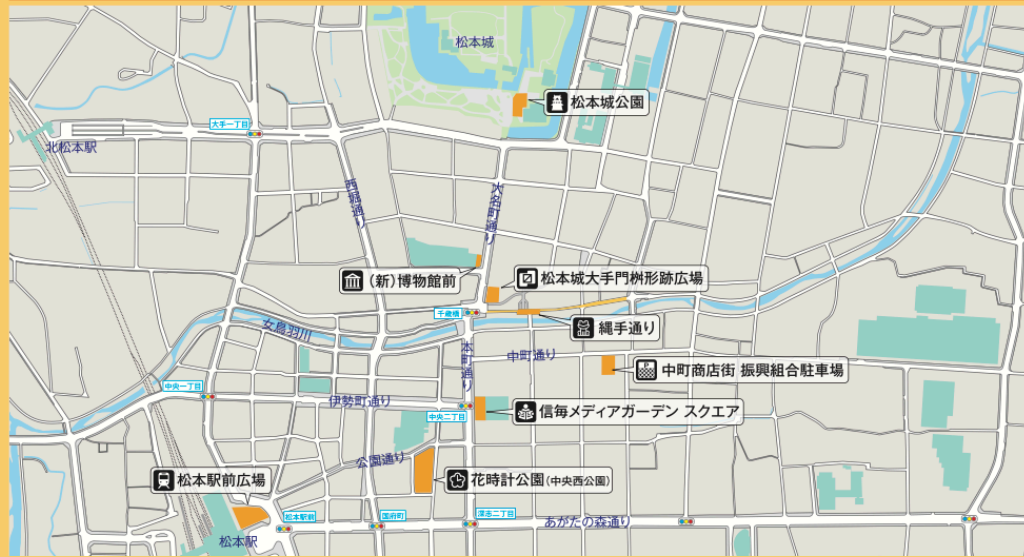 松本城
松本城公園
大手一丁目
北松本駅
西堀通り
大名町通り
(新)博物館前
松本城大手門桝形跡広場
千歳橋
縄手通り
女鳥羽川
本町通り
中町通り
中町商店街 振興組合駐車場
中央一丁目
伊勢町通り
中央二丁目
信毎メディアガーデン スクエア
公園通り
松本駅前広場
花時計公園(中央西公園)
松本駅前
国府町
深志二丁目
あがたの森通り
松本駅